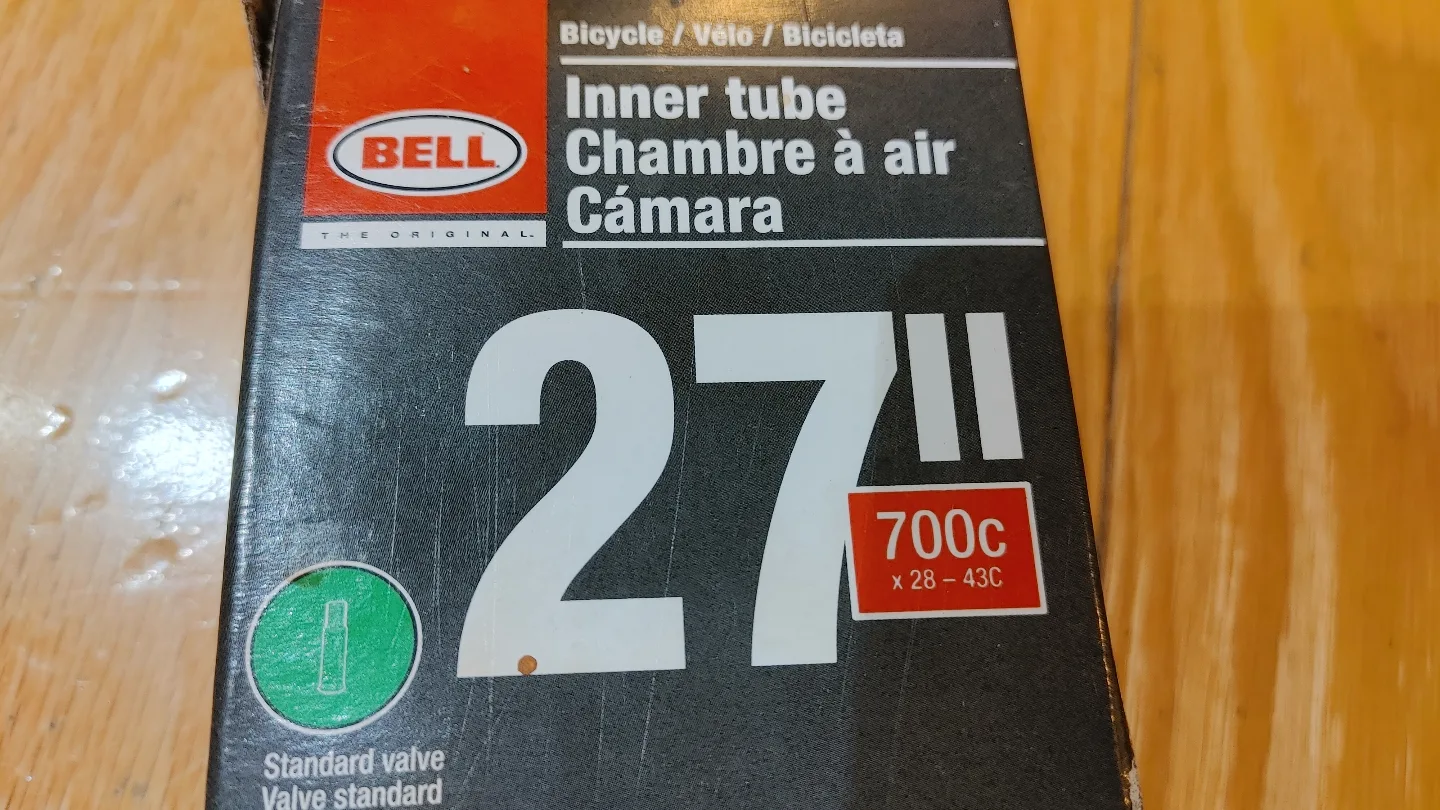 Bicycle / Vélo / Bicicleta
Inner tube
Chambre à air
Cámara
BELL
THE ORIGINAL
27"
700c
x 28 – 43C
Standard valve
Valve standard